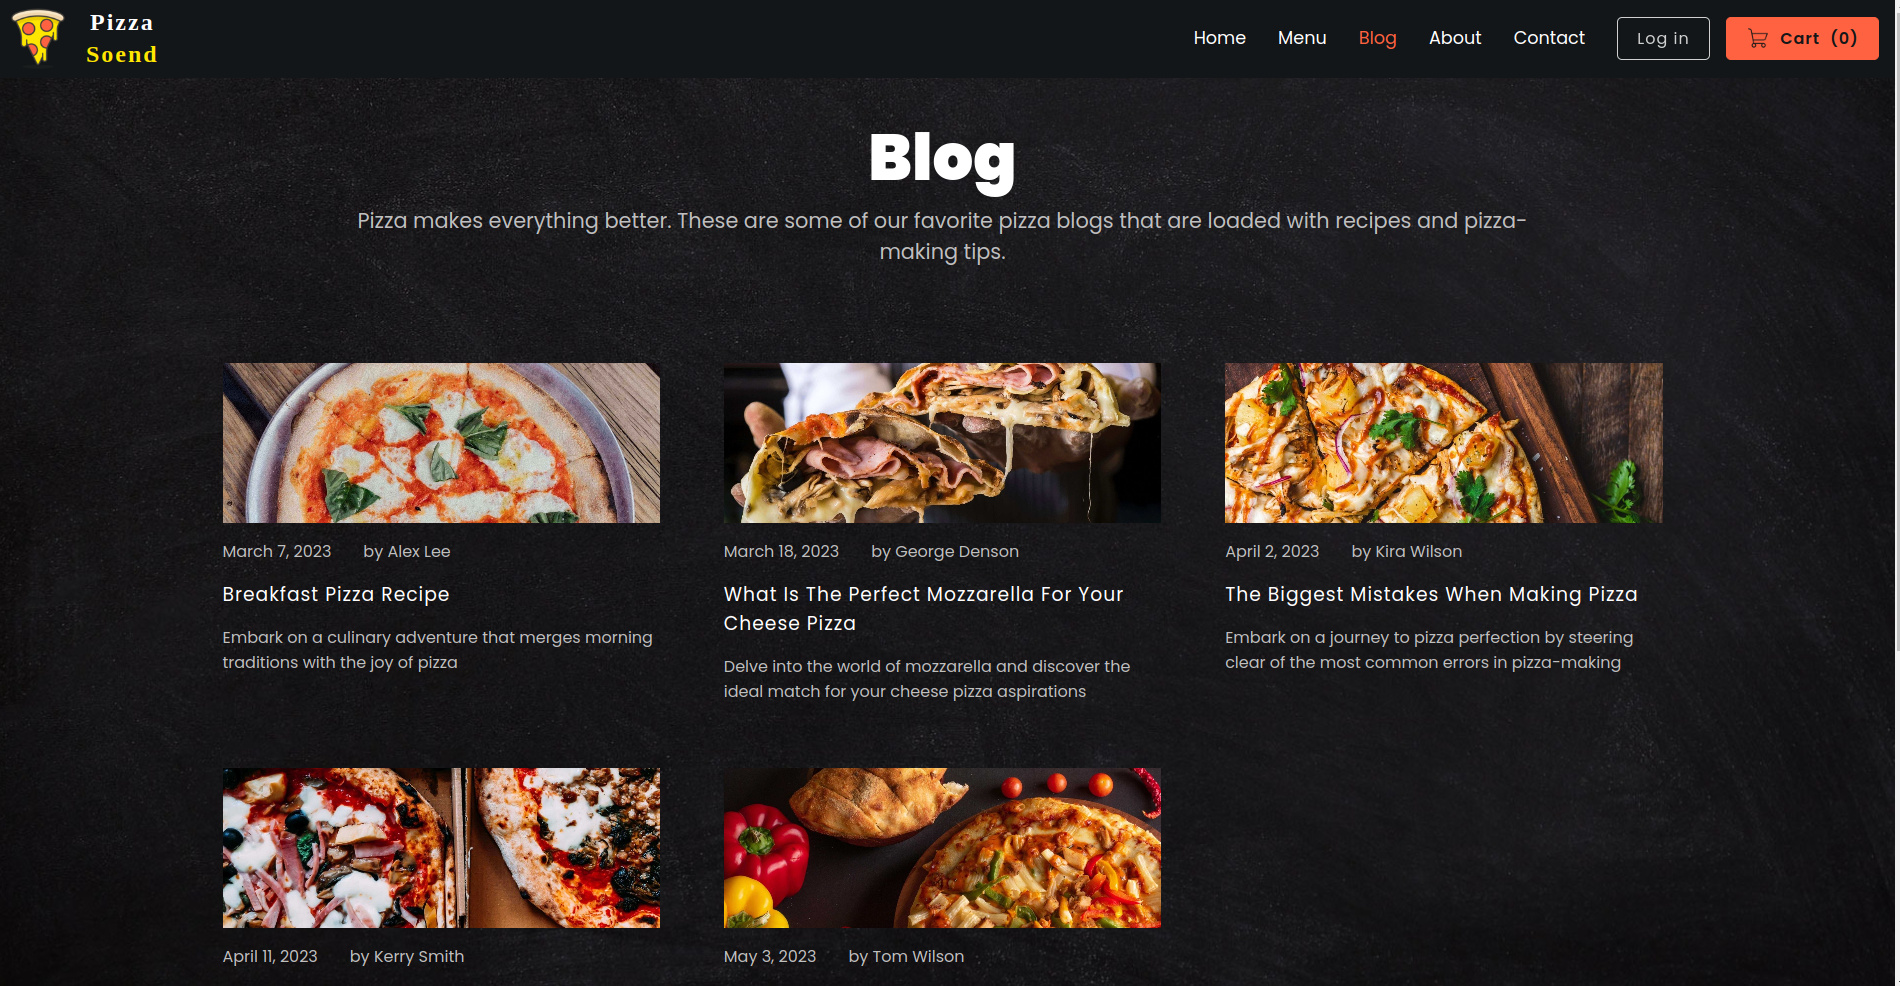 Pizza
Soend
Home
Menu
Blog
About
Contact
Log in
Cart (0)
Blog
Pizza makes everything better. These are some of our favorite pizza blogs that are loaded with recipes and pizza-
making tips.
March 7, 2023 by Alex Lee
Breakfast Pizza Recipe
Embark on a culinary adventure that merges morning
traditions with the joy of pizza
March 18, 2023 by George Denson
What Is The Perfect Mozzarella For Your
Cheese Pizza
Delve into the world of mozzarella and discover the
ideal match for your cheese pizza aspirations
April 2, 2023 by Kira Wilson
The Biggest Mistakes When Making Pizza
Embark on a journey to pizza perfection by steering
clear of the most common errors in pizza-making
April 11, 2023 by Kerry Smith
May 3, 2023 by Tom Wilson